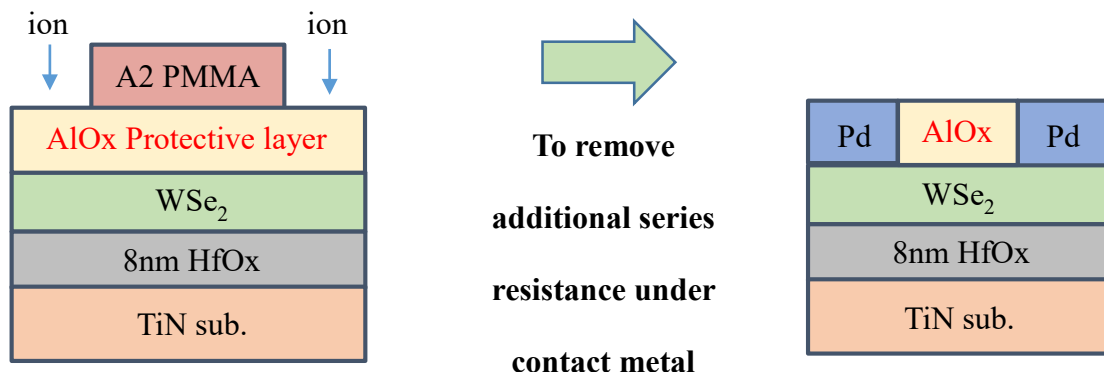 ion
ion
A2 PMMA
AlOx Protective layer
WSe₂
8nm HfOx
TiN sub.
To remove
additional series
resistance under
contact metal
Pd
AlOx
Pd
WSe₂
8nm HfOx
TiN sub.